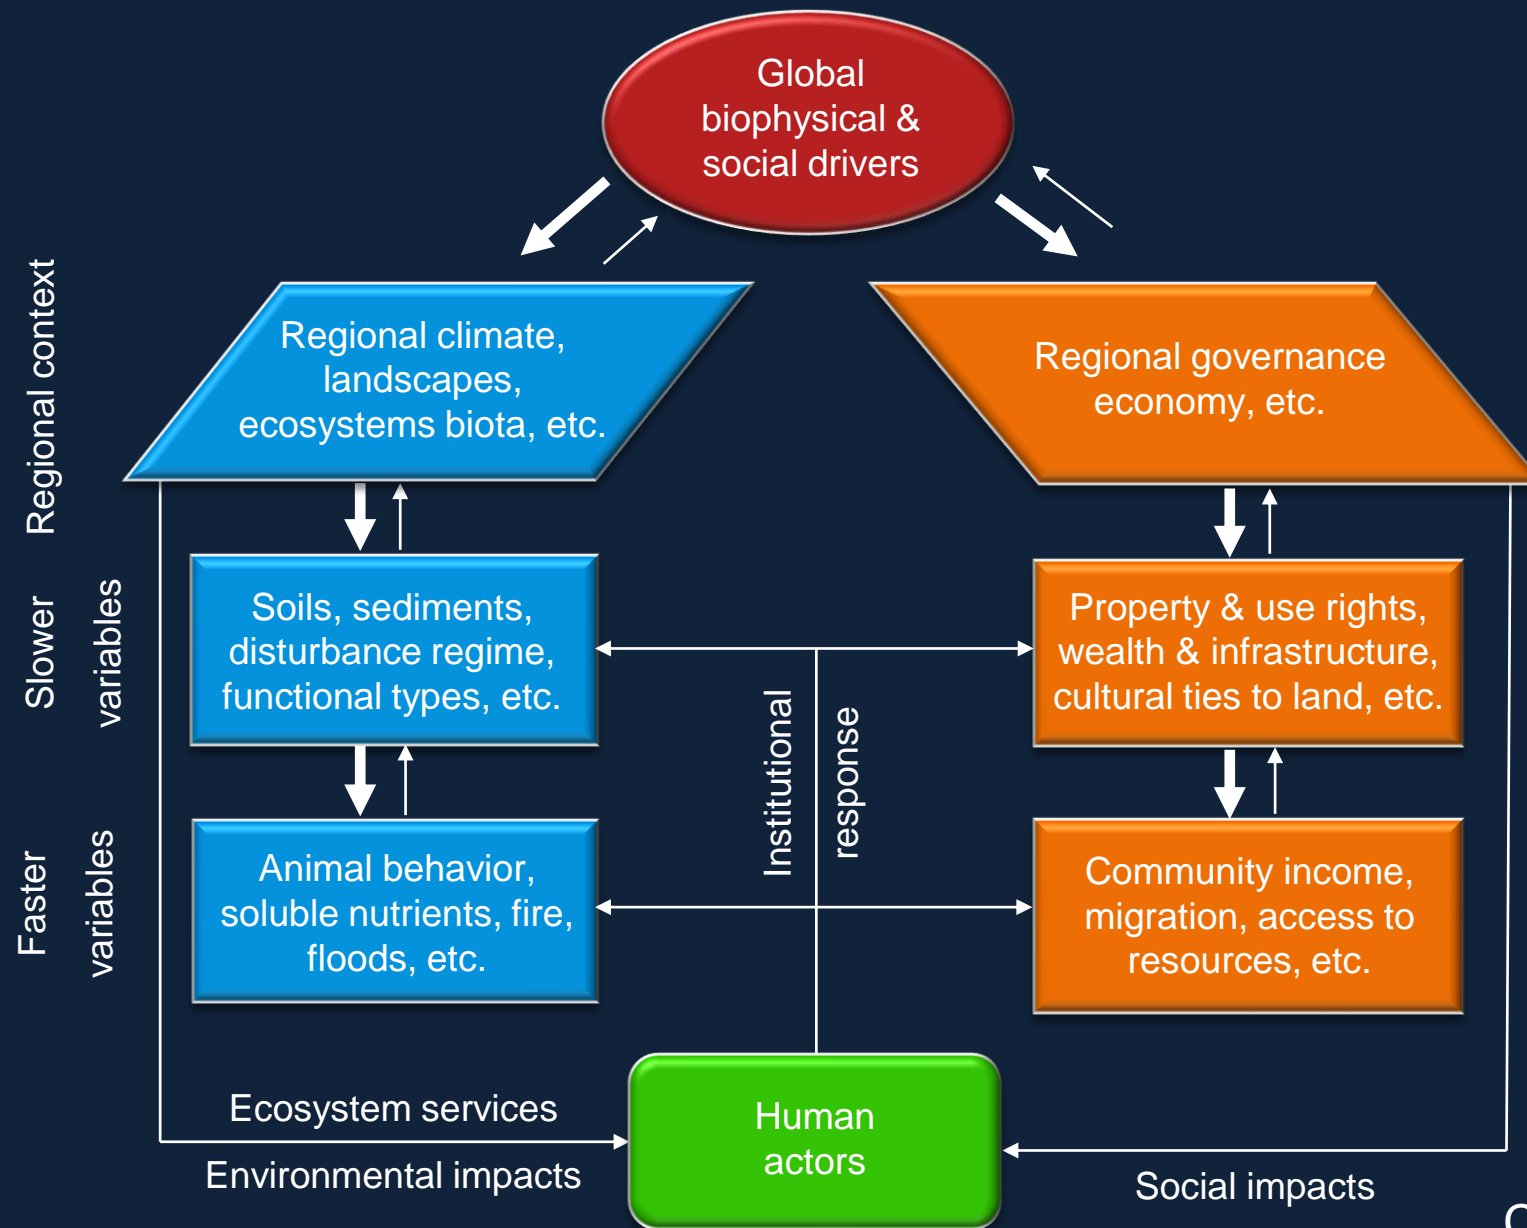 Global
biophysical &
social drivers
Regional context
Regional climate,
landscapes,
ecosystems biota, etc.
Regional governance
economy, etc.
Slower
variables
Soils, sediments,
disturbance regime,
functional types, etc.
Property & use rights,
wealth & infrastructure,
cultural ties to land, etc.
Institutional
response
Faster
variables
Animal behavior,
soluble nutrients, fire,
floods, etc.
Community income,
migration, access to
resources, etc.
Ecosystem services
Environmental impacts
Human
actors
Social impacts